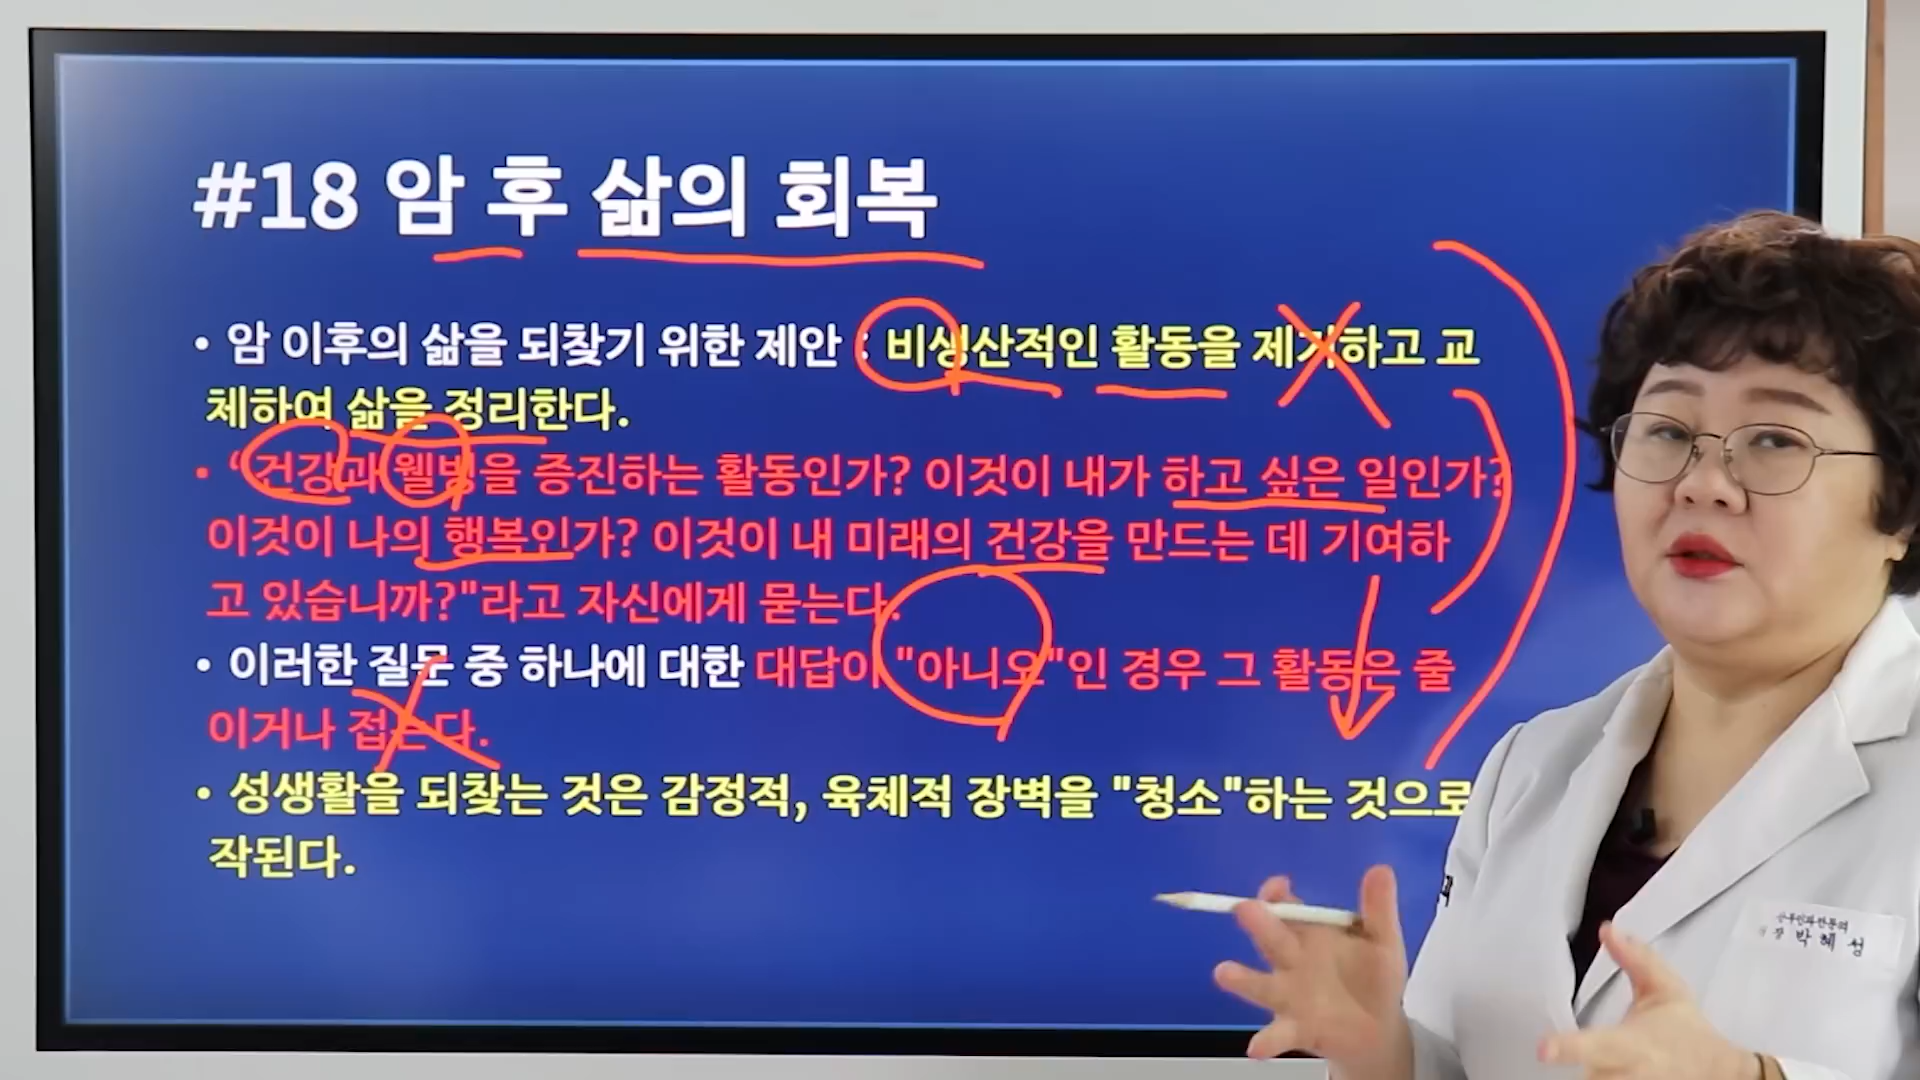 #18 암 후 삶의 회복
• 암 이후의 삶을 되찾기 위한 제안 : 비생산적인 활동을 제거하고 교
체하여 삶을 정리한다.
• “건강과 웰빙을 증진하는 활동인가? 이것이 내가 하고 싶은 일인가?
이것이 나의 행복인가? 이것이 내 미래의 건강을 만드는 데 기여하
고 있습니까?"라고 자신에게 묻는다.
• 이러한 질문 중 하나에 대한 대답이 "아니오"인 경우 그 활동은 줄
이거나 접는다.
• 성생활을 되찾는 것은 감정적, 육체적 장벽을 "청소"하는 것으로
작된다.
박 혜 성